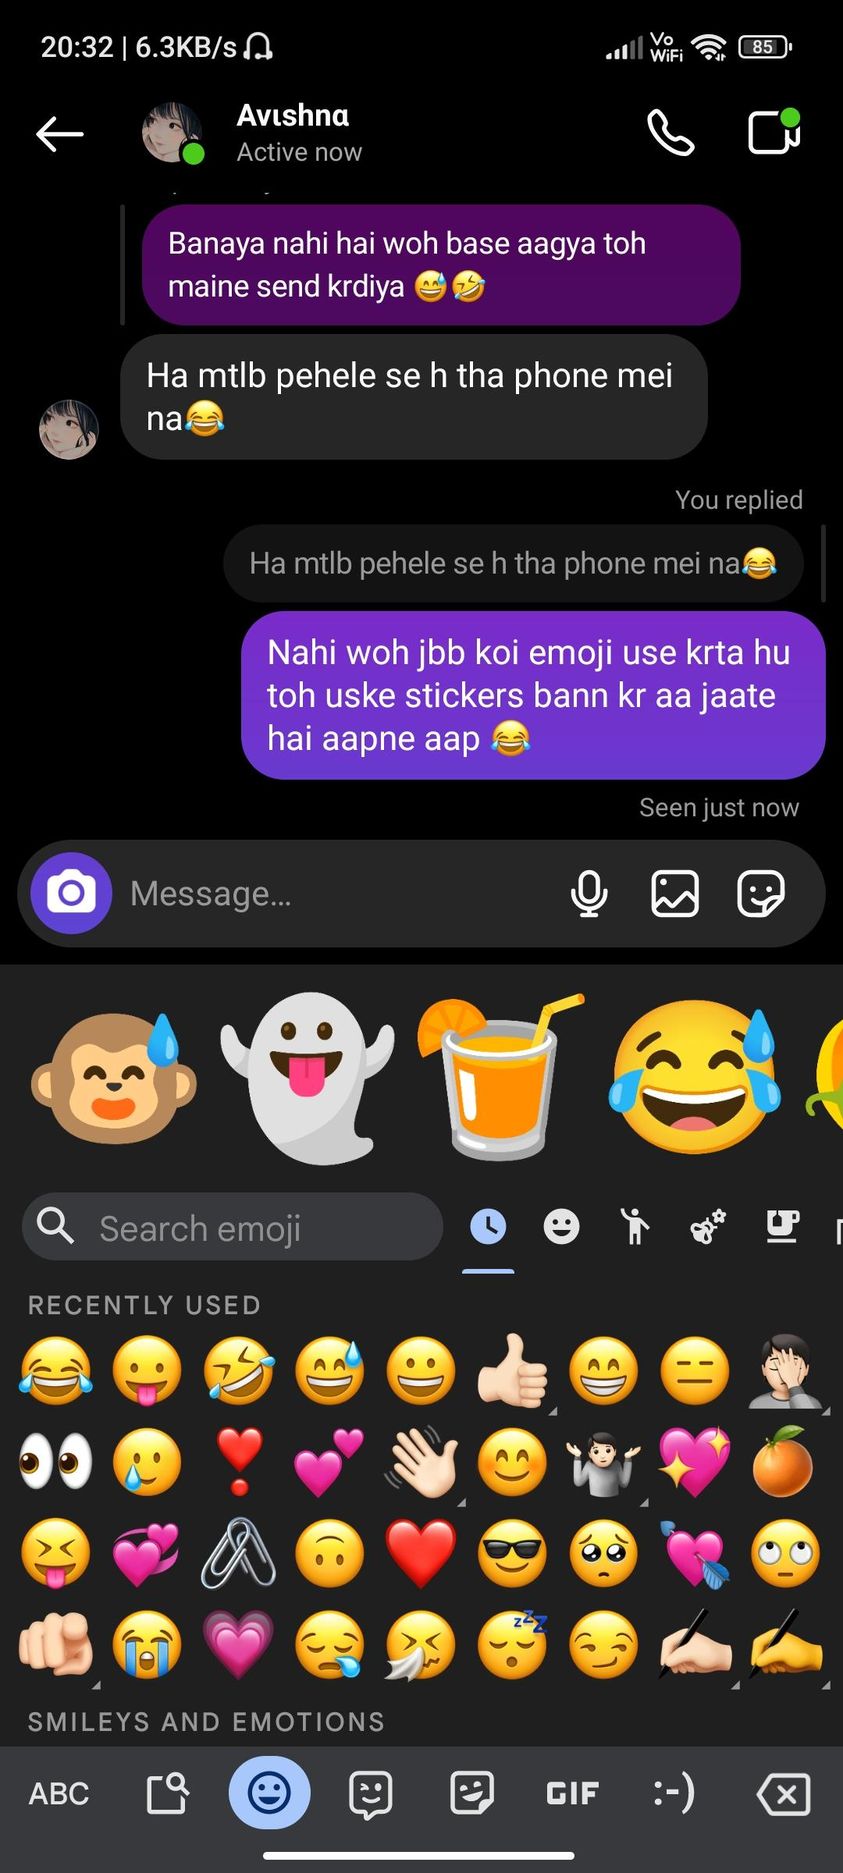 20:32 | 6.3KB/s
Vo
WiFi
85
Avιshnα
Active now
Banaya nahi hai woh base aagya toh
maine send krdiya 😅🤣
Ha mtlb pehele se h tha phone mei
na😂
You replied
Ha mtlb pehele se h tha phone mei na😂
Nahi woh jbb koi emoji use krta hu
toh uske stickers bann kr aa jaate
hai aapne aap 😂
Seen just now
Message...
Search emoji
RECENTLY USED
SMILEYS AND EMOTIONS
ABC
GIF
:-)